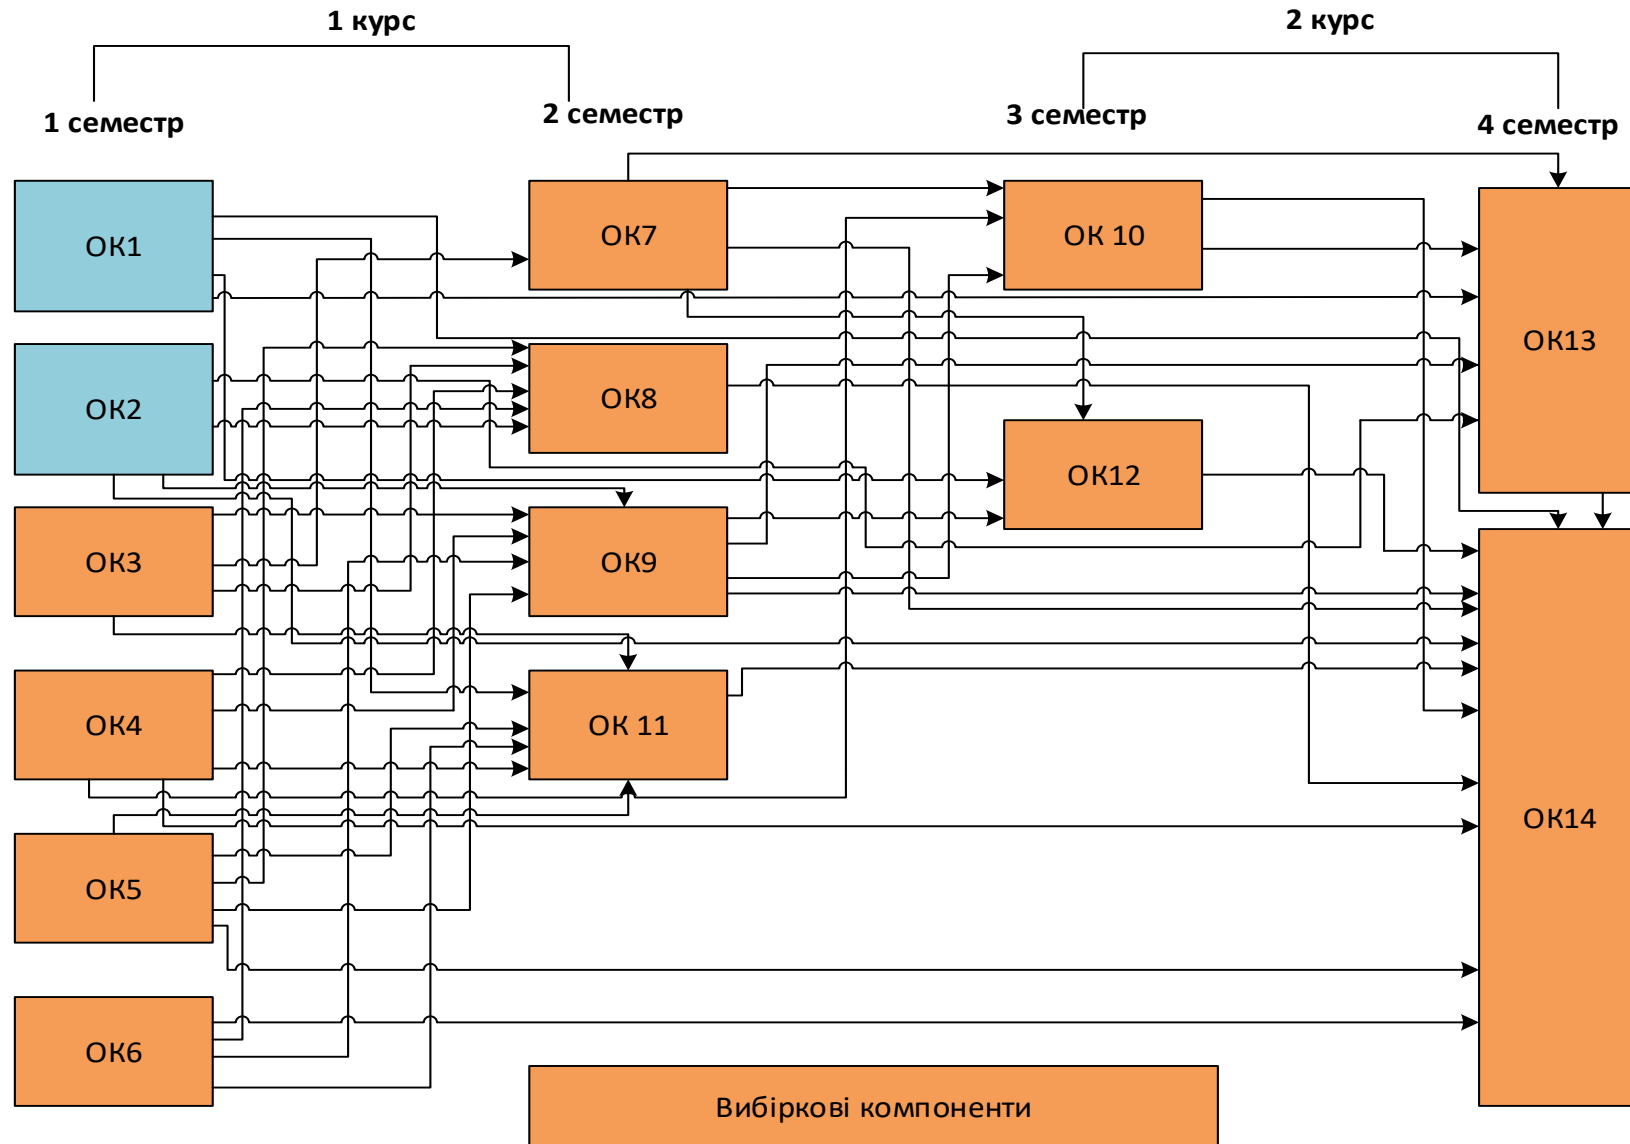 1 курс
2 курс
1 семестр
2 семестр
3 семестр
4 семестр
ОК1
ОК7
ОК 10
ОК13
ОК2
ОК8
ОК12
ОК3
ОК9
ОК4
ОК 11
ОК14
ОК5
ОК6
Вибіркові компоненти